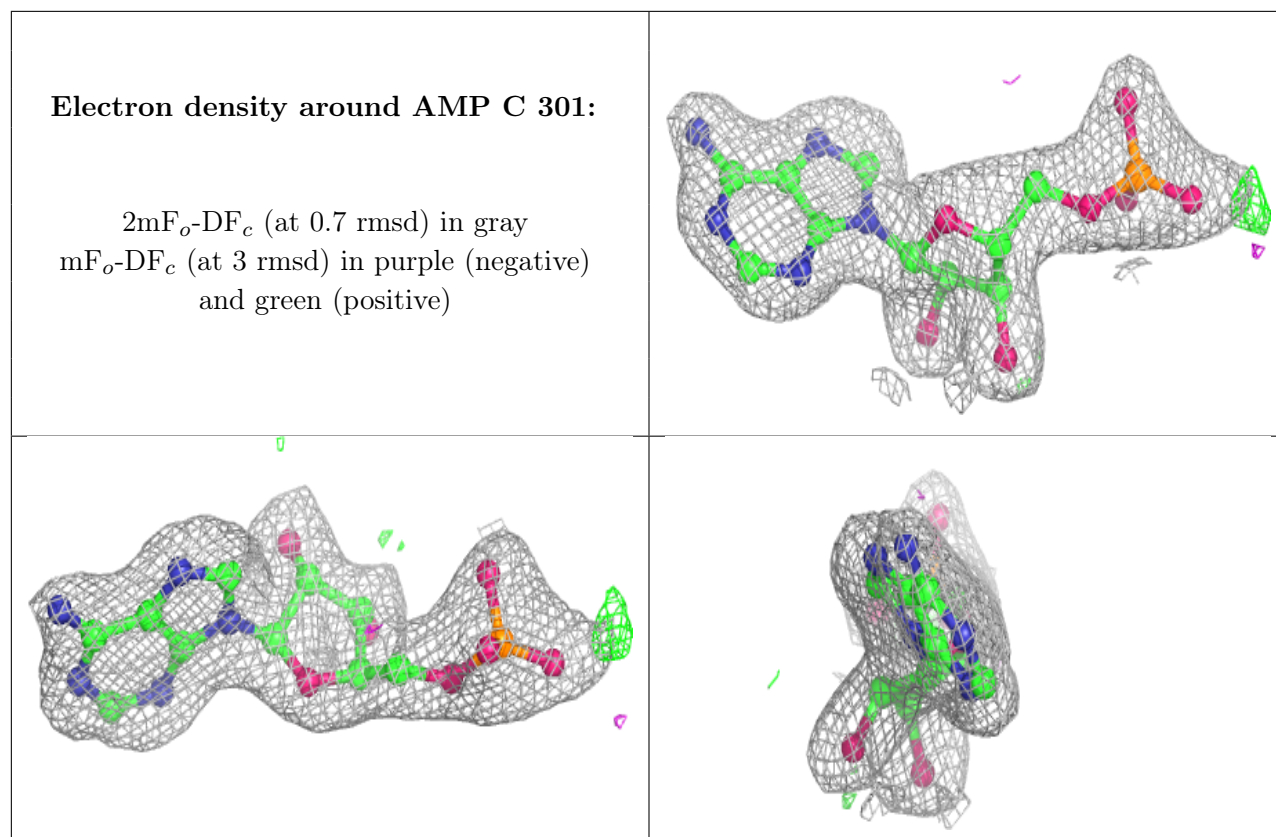 Electron density around AMP C 301:
2mFo-DFc (at 0.7 rmsd) in gray
mFo-DFc (at 3 rmsd) in purple (negative)
and green (positive)